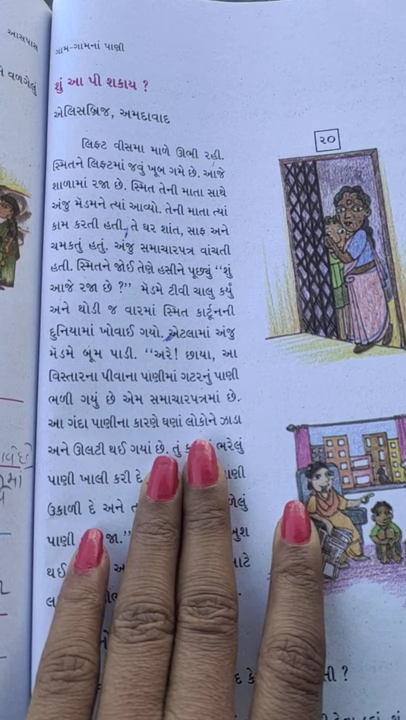 આસપાસ
ગામ-ગામનાં પાણી
શું આ પી શકાય ?
એલિસબ્રિજ, અમદાવાદ
લિફ્ટ વીસમા માળે ઊભી રહી.
સ્મિતને લિફ્ટમાં જવું ખૂબ ગમે છે. આજે
શાળામાં રજા છે. સ્મિત તેની માતા સાથે
અંજુ મૅડમને ત્યાં આવ્યો. તેની માતા ત્યાં
કામ કરતી હતી. તે ઘર શાંત, સાફ અને
ચમકતું હતું. અંજુ સમાચારપત્ર વાંચતી
હતી. સ્મિતને જોઈ તેણે હસીને પૂછ્યું “શું
આજે રજા છે ?” મૅડમે ટીવી ચાલુ કર્યું
અને થોડી જ વારમાં સ્મિત કાર્ટૂનની
દુનિયામાં ખોવાઈ ગયો. એટલામાં અંજુ
મૅડમે બૂમ પાડી. “અરે! છાયા, આ
વિસ્તારના પીવાના પાણીમાં ગટરનું પાણી
ભળી ગયું છે એમ સમાચારપત્રમાં છે.
આ ગંદા પાણીના કારણે ઘણાં લોકોને ઝાડા
અને ઊલટી થઈ ગયાં છે. તું ભરેલું
પાણી ખાલી કરી દે
ઉકાળી દે અને
પાણી જા.”
થઈ
૨૦